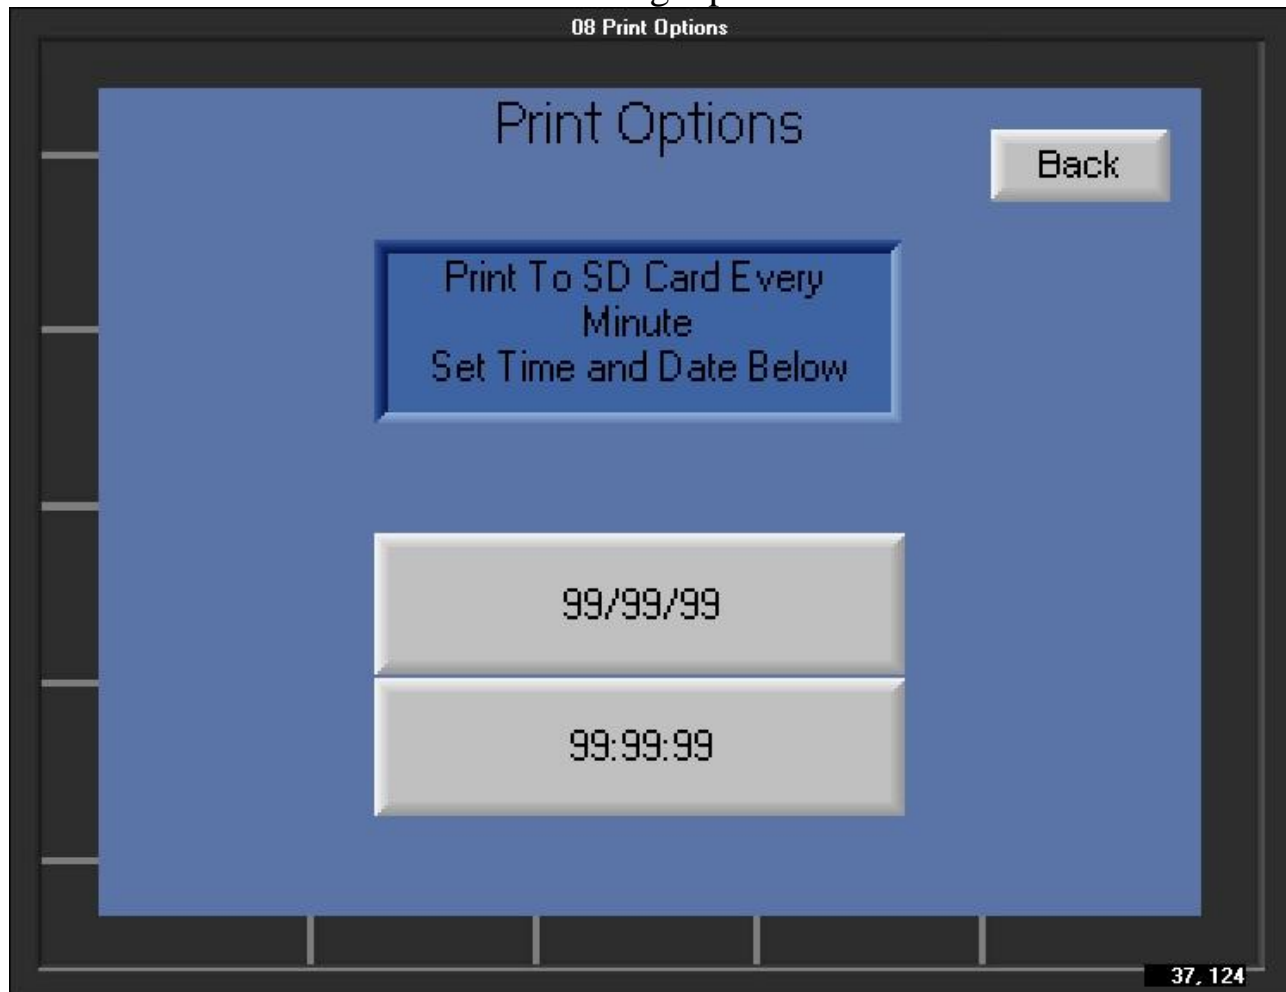 08 Print Options
Print Options
Back
Print To SD Card Every
Minute
Set Time and Date Below
99/99/99
99:99:99
37, 124